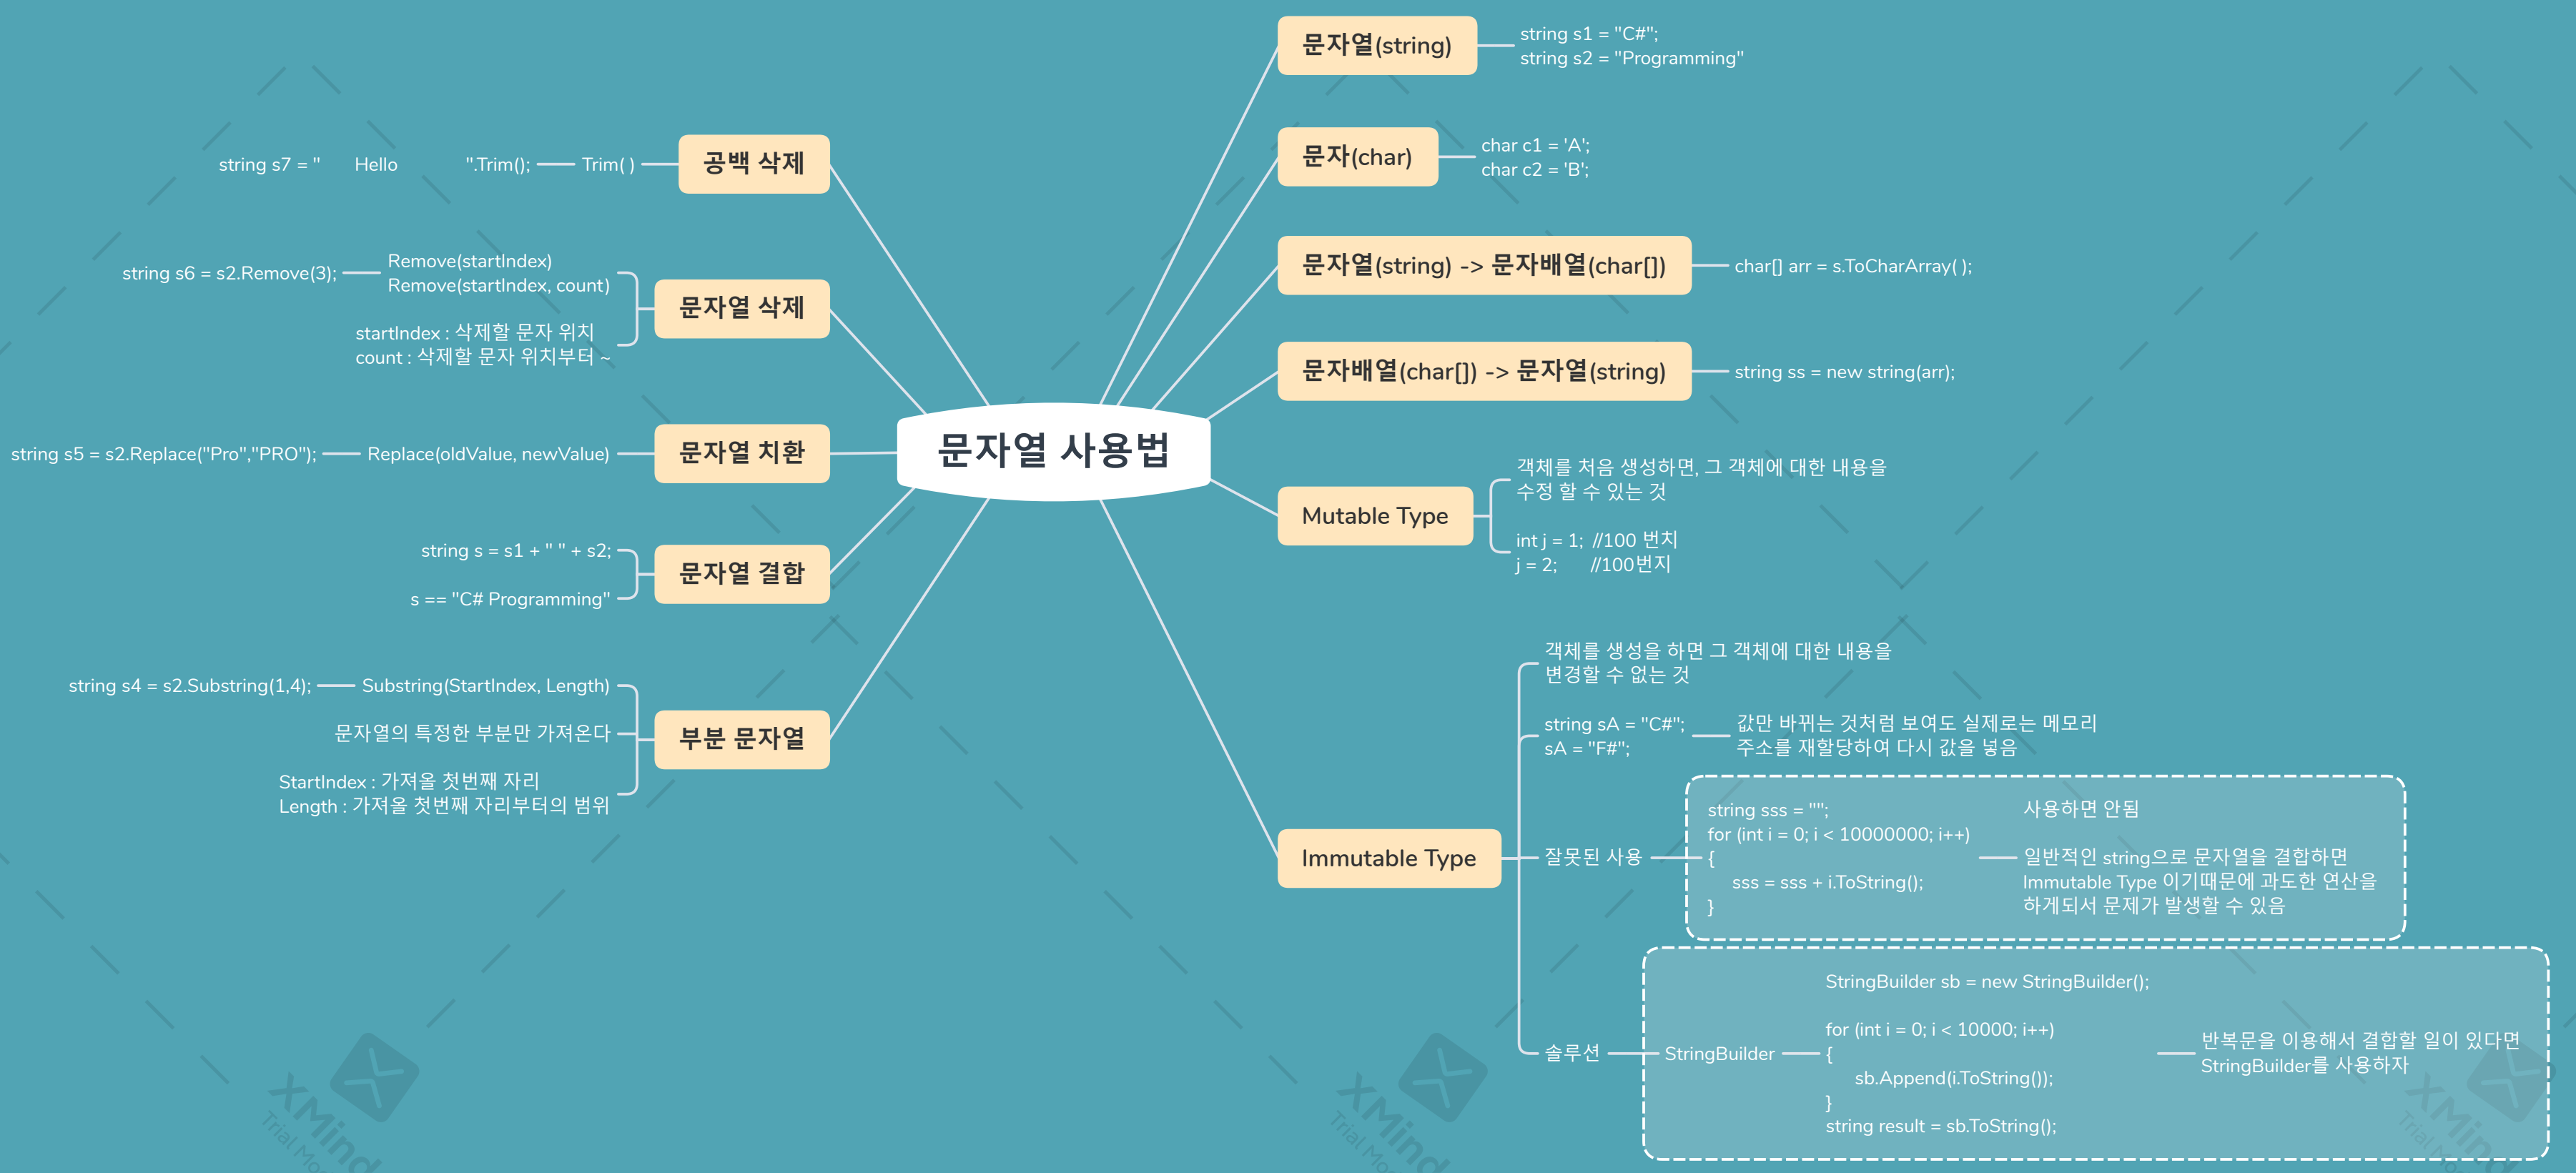 문자열 사용법
문자열(string)
string s1 = "C#";
string s2 = "Programming"
문자(char)
char c1 = 'A';
char c2 = 'B';
문자열(string) -> 문자배열(char[])
char[] arr = s.ToCharArray( );
문자배열(char[]) -> 문자열(string)
string ss = new string(arr);
Mutable Type
객체를 처음 생성하면, 그 객체에 대한 내용을
수정 할 수 있는 것
int j = 1; //100 번치
j = 2; //100번지
Immutable Type
객체를 생성을 하면 그 객체에 대한 내용을
변경할 수 없는 것
string sA = "C#";
sA = "F#";
값만 바뀌는 것처럼 보여도 실제로는 메모리
주소를 재할당하여 다시 값을 넣음
잘못된 사용
string sss = "";
for (int i = 0; i < 10000000; i++)
{
sss = sss + i.ToString();
}
사용하면 안됨
일반적인 string으로 문자열을 결합하면
Immutable Type 이기때문에 과도한 연산을
하게되서 문제가 발생할 수 있음
솔루션
StringBuilder
StringBuilder sb = new StringBuilder();
for (int i = 0; i < 10000; i++)
{
sb.Append(i.ToString());
}
string result = sb.ToString();
반복문을 이용해서 결합할 일이 있다면
StringBuilder를 사용하자
공백 삭제
Trim( )
string s7 = " Hello ".Trim();
문자열 삭제
Remove(startIndex)
Remove(startIndex, count)
string s6 = s2.Remove(3);
startIndex : 삭제할 문자 위치
count : 삭제할 문자 위치부터 ~
문자열 치환
Replace(oldValue, newValue)
string s5 = s2.Replace("Pro","PRO");
문자열 결합
string s = s1 + " " + s2;
s == "C# Programming"
부분 문자열
Substring(StartIndex, Length)
string s4 = s2.Substring(1,4);
문자열의 특정한 부분만 가져온다
StartIndex : 가져올 첫번째 자리
Length : 가져올 첫번째 자리부터의 범위
XMind
Trial
XMind
Trial
XMind
Trial